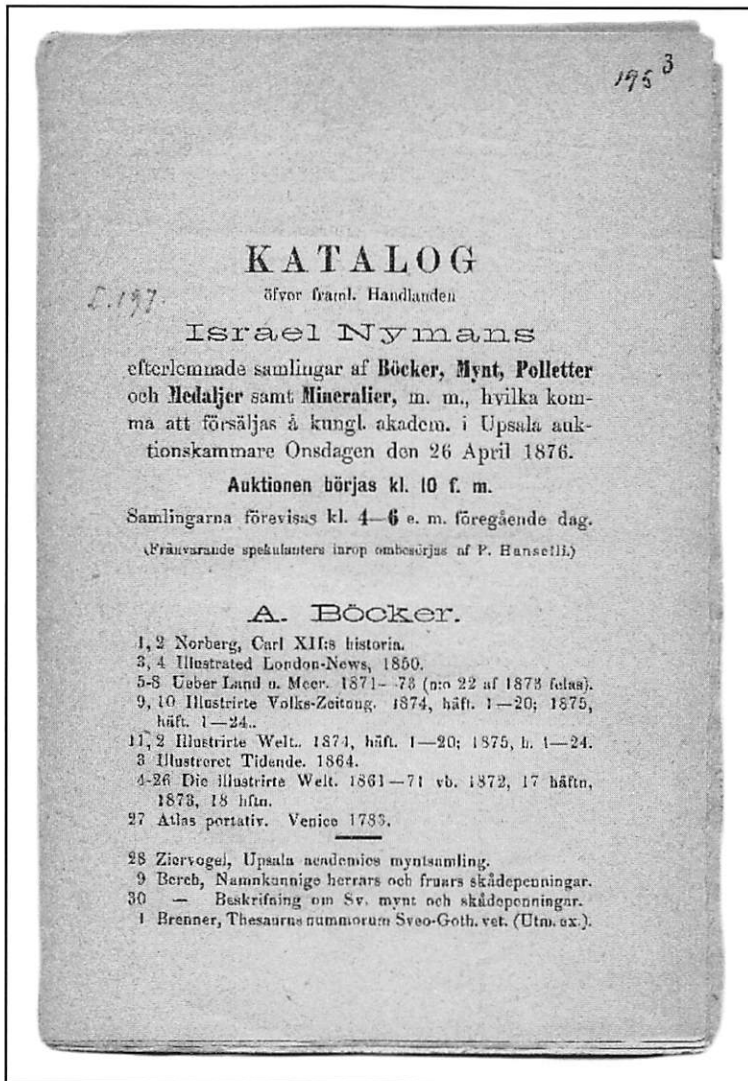 195 3
KATALOG
öfver framl. Handlanden
L.197.
Israel Nymans
efterlemnade samlingar af Böcker, Mynt, Polletter
och Medaljer samt Mineralier, m. m., hvilka kom-
ma att försäljas å kungl. akadem. i Upsala auk-
tionskammare Onsdagen den 26 April 1876.
Auktionen börjas kl. 10 f. m.
Samlingarna förevisas kl. 4—6 e. m. föregående dag.
(Frånvarande spekulanters inrop ombesörjas af P. Hanselli.)
A. Böcker.
1, 2 Norberg, Carl XII:s historia.
3, 4 Illustrated London-News, 1850.
5-8 Ueber Land u. Meer. 1871—73 (n:o 22 af 1873 felas).
9, 10 Illustrirte Volks-Zeitung. 1874, häft. 1—20; 1875,
häft. 1—24..
11, 2 Illustrirte Welt.. 1874, häft. 1—20; 1875, h. 1—24.
3 Illustreret Tidende. 1864.
4-26 Die illustrirte Welt. 1861—71 vb. 1872, 17 häftn,
1873, 18 hftn.
27 Atlas portativ. Venice 1783.
28 Ziervogel, Upsala academies myntsamling.
9 Berch, Namnkunnige herrars och fruars skådepenningar.
30 — Beskrifning om Sv. mynt och skådepenningar.
1 Brenner, Thesaurus nummorum Sveo-Goth. vet. (Utm. ex.).